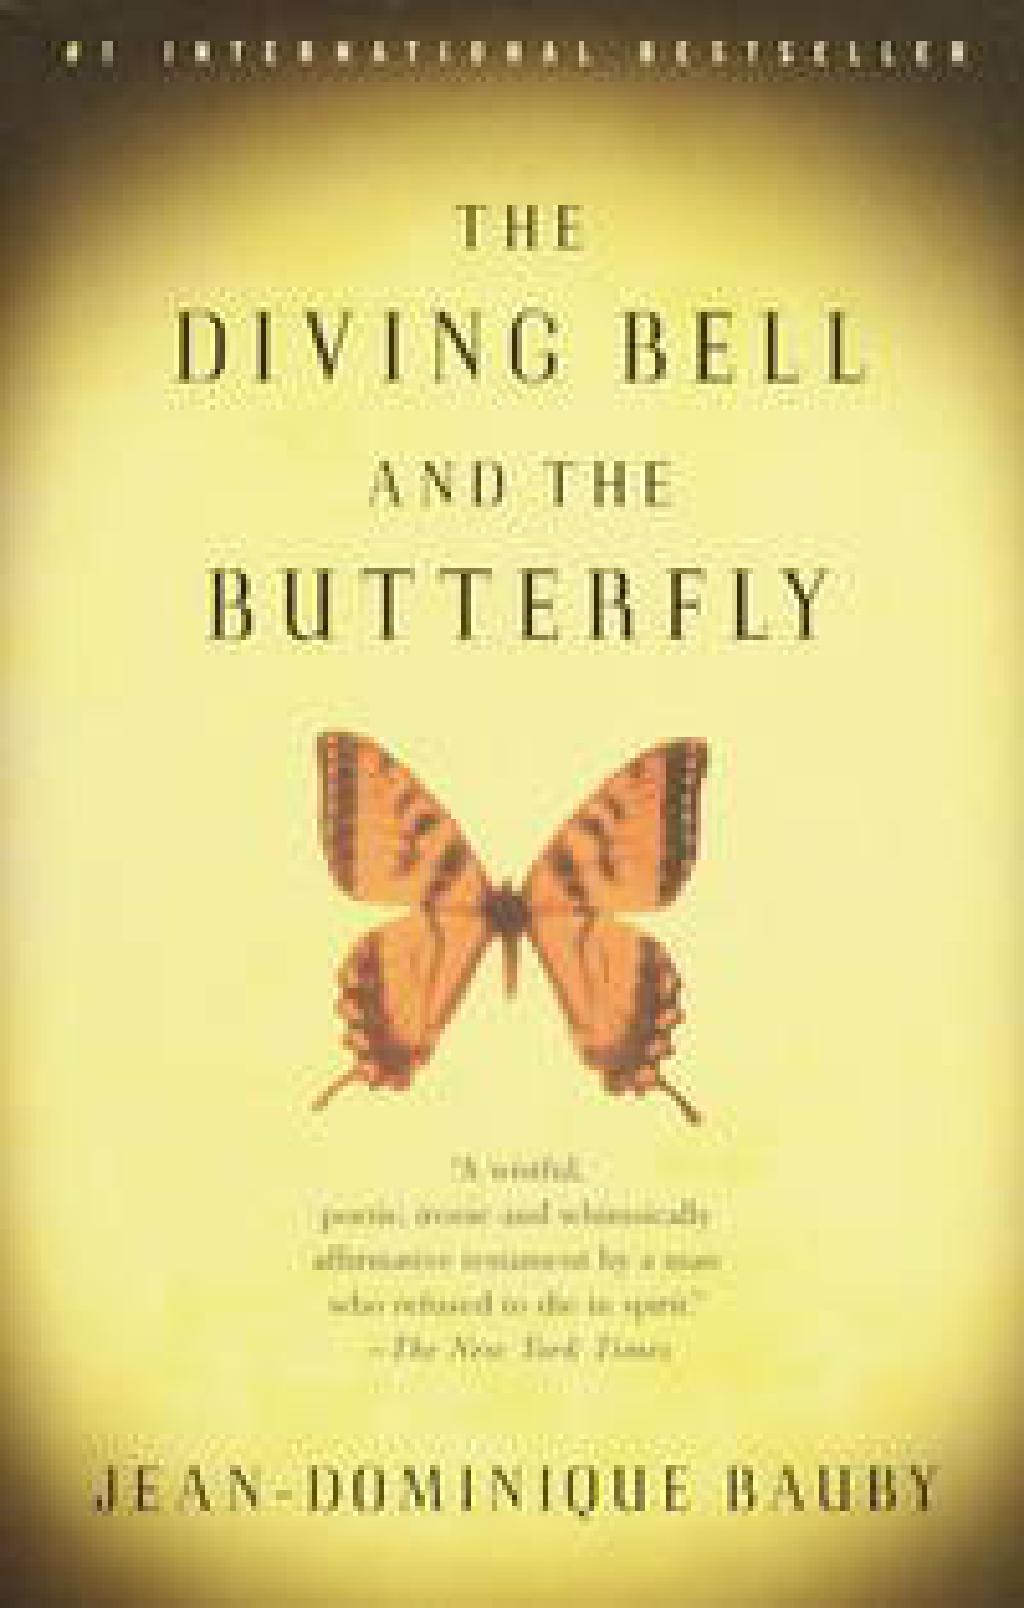 #1 INTERNATIONAL BESTSELLER
THE
DIVING BELL
AND THE
BUTTERFLY
"A wistful,
poetic, ironic and whimsically
affirmative testament by a man
who refused to die in spirit."
–The New York Times
JEAN-DOMINIQUE BAUBY